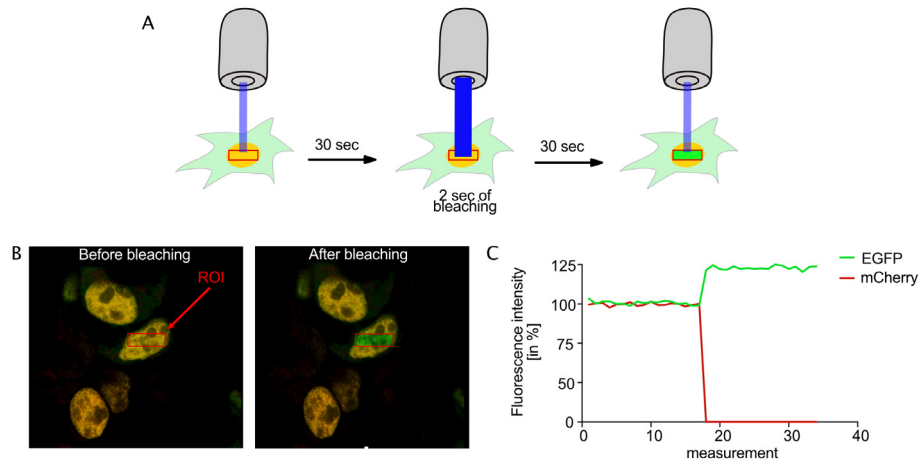 A
30 sec
30 sec
2 sec of
bleaching
B
Before bleaching
ROI
After bleaching
C
EGFP
mCherry
Fluorescence intensity
[in %]
125
100
75
50
0
0
10
20
30
40
measurement